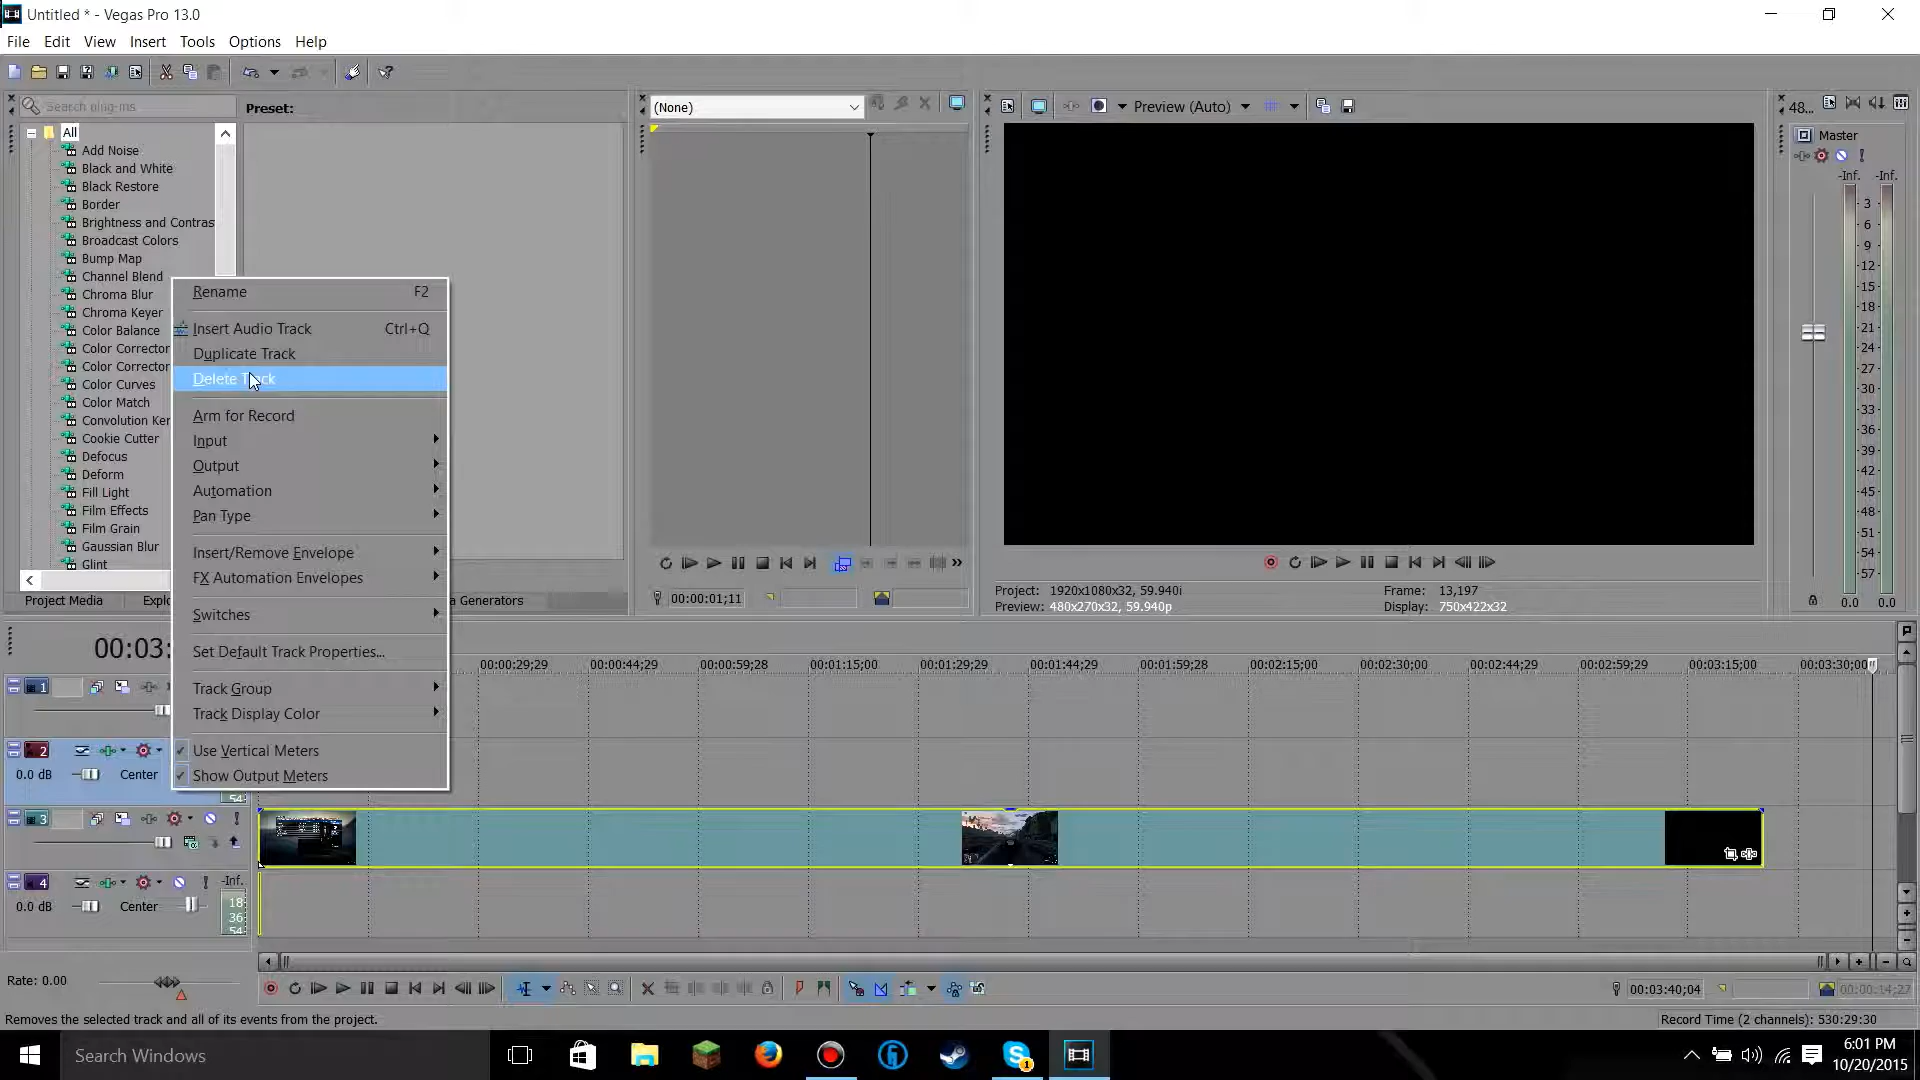 Untitled * - Vegas Pro 13.0
File Edit View Insert Tools Options Help
Search plug-ins
Preset:
(None)
Preview (Auto)
48...
All
Master
Add Noise
Black and White
Black Restore
Border
Brightness and Contras
Broadcast Colors
Bump Map
Channel Blend
Chroma Blur
Chroma Keyer
Color Balance
Color Corrector
Color Corrector
Color Curves
Color Match
Convolution Ker
Cookie Cutter
Defocus
Deform
Fill Light
Film Effects
Film Grain
Gaussian Blur
Glint
Project Media
Explo
a Generators
Rename F2
Insert Audio Track Ctrl+Q
Duplicate Track
Delete Track
Arm for Record
Input
Output
Automation
Pan Type
Insert/Remove Envelope
FX Automation Envelopes
Switches
Set Default Track Properties...
Track Group
Track Display Color
Use Vertical Meters
Show Output Meters
00:00:01;11
Project: 1920x1080x32, 59.940i
Preview: 480x270x32, 59.940p
Frame: 13,197
Display: 750x422x32
-Inf. -Inf.
3
6
9
12
15
18
21
24
27
30
33
36
39
42
45
48
51
54
57
0.0 0.0
00:03:
00:00:29;29 00:00:44;29 00:00:59;28 00:01:15;00 00:01:29;29 00:01:44;29 00:01:59;28 00:02:15;00 00:02:30;00 00:02:44;29 00:02:59;29 00:03:15;00 00:03:30;00
1
2
0.0 dB Center
54
3
4
-Inf.
0.0 dB Center
18
36
54
Rate: 0.00
00:03:40;04
00:00:14;27
Removes the selected track and all of its events from the project.
Record Time (2 channels): 530:29:30
Search Windows
1
6:01 PM
10/20/2015